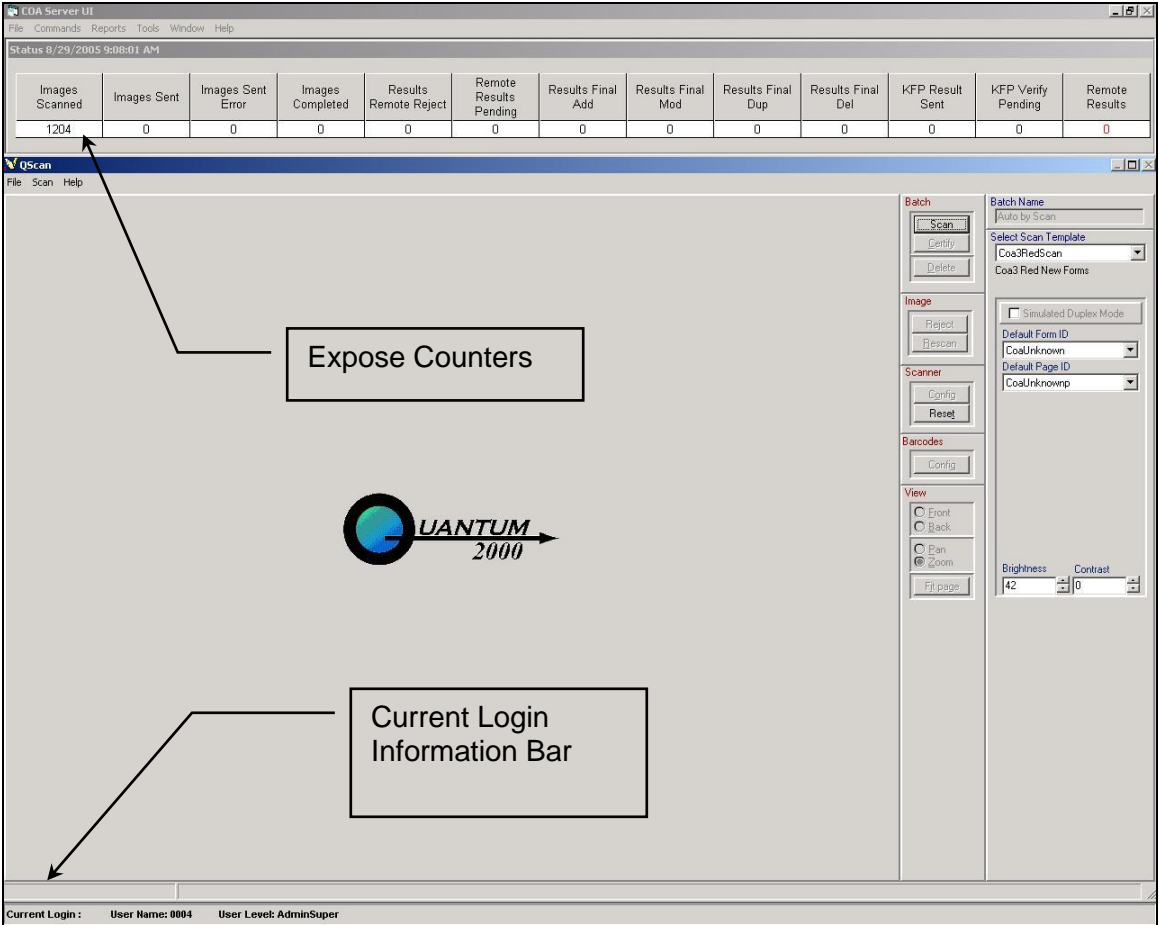 COA Server UI
File Commands Reports Tools Window Help
Status 8/29/2005 9:08:01 AM
Images Scanned
Images Sent
Images Sent Error
Images Completed
Results Remote Reject
Remote Results Pending
Results Final Add
Results Final Mod
Results Final Dup
Results Final Del
KFP Result Sent
KFP Verify Pending
Remote Results
1204 0 0 0 0 0 0 0 0 0 0 0 0
QScan
File Scan Help
Batch
Scan
Certify
Delete
Image
Reject
Rescan
Scanner
Config
Reset
Barcodes
Config
View
Front
Back
Pan
Zoom
Fit page
Batch Name
Auto by Scan
Select Scan Template
Coa3RedScan
Coa3 Red New Forms
Simulated Duplex Mode
Default Form ID
CoaUnknown
Default Page ID
CoaUnknownp
Brightness Contrast
42 0
Expose Counters
QUANTUM
2000
Current Login
Information Bar
Current Login : User Name: 0004 User Level: AdminSuper